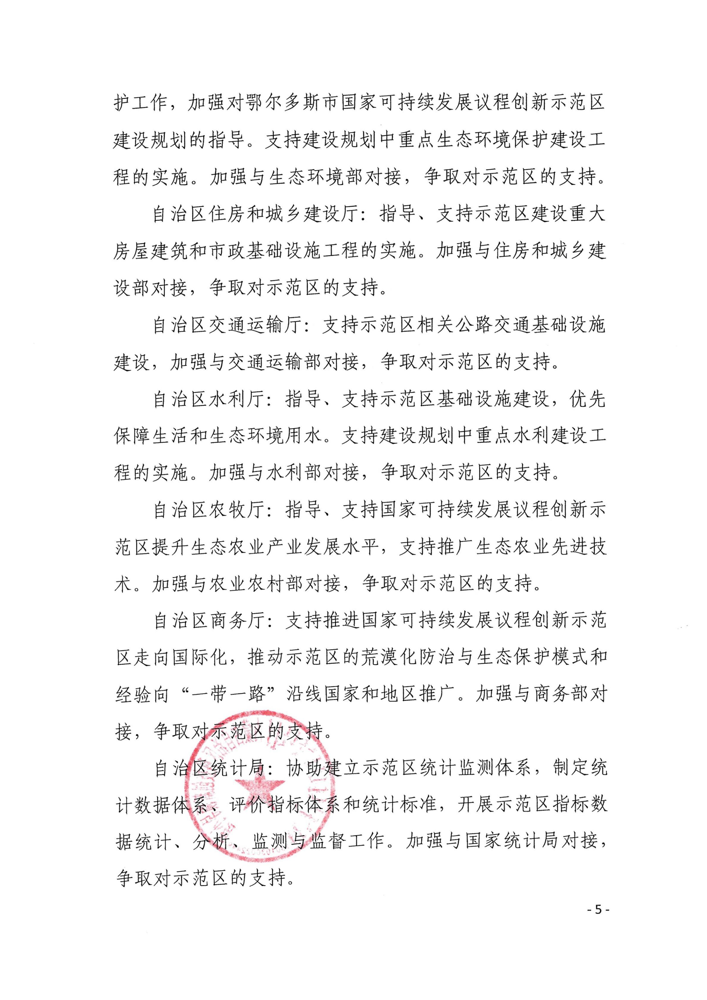 护工作，加强对鄂尔多斯市国家可持续发展议程创新示范区
建设规划的指导。支持建设规划中重点生态环境保护建设工
程的实施。加强与生态环境部对接，争取对示范区的支持。
自治区住房和城乡建设厅：指导、支持示范区建设重大
房屋建筑和市政基础设施工程的实施。加强与住房和城乡建
设部对接，争取对示范区的支持。
自治区交通运输厅：支持示范区相关公路交通基础设施
建设，加强与交通运输部对接，争取对示范区的支持。
自治区水利厅：指导、支持示范区基础设施建设，优先
保障生活和生态环境用水。支持建设规划中重点水利建设工
程的实施。加强与水利部对接，争取对示范区的支持。
自治区农牧厅：指导、支持国家可持续发展议程创新示
范区提升生态农业产业发展水平，支持推广生态农业先进技
术。加强与农业农村部对接，争取对示范区的支持。
自治区商务厅：支持推进国家可持续发展议程创新示范
区走向国际化，推动示范区的荒漠化防治与生态保护模式和
经验向“一带一路”沿线国家和地区推广。加强与商务部对
接，争取对示范区的支持。
自治区统计局：协助建立示范区统计监测体系，制定统
计数据体系、评价指标体系和统计标准，开展示范区指标数
据统计、分析、监测与监督工作。加强与国家统计局对接，
争取对示范区的支持。
- 5 -